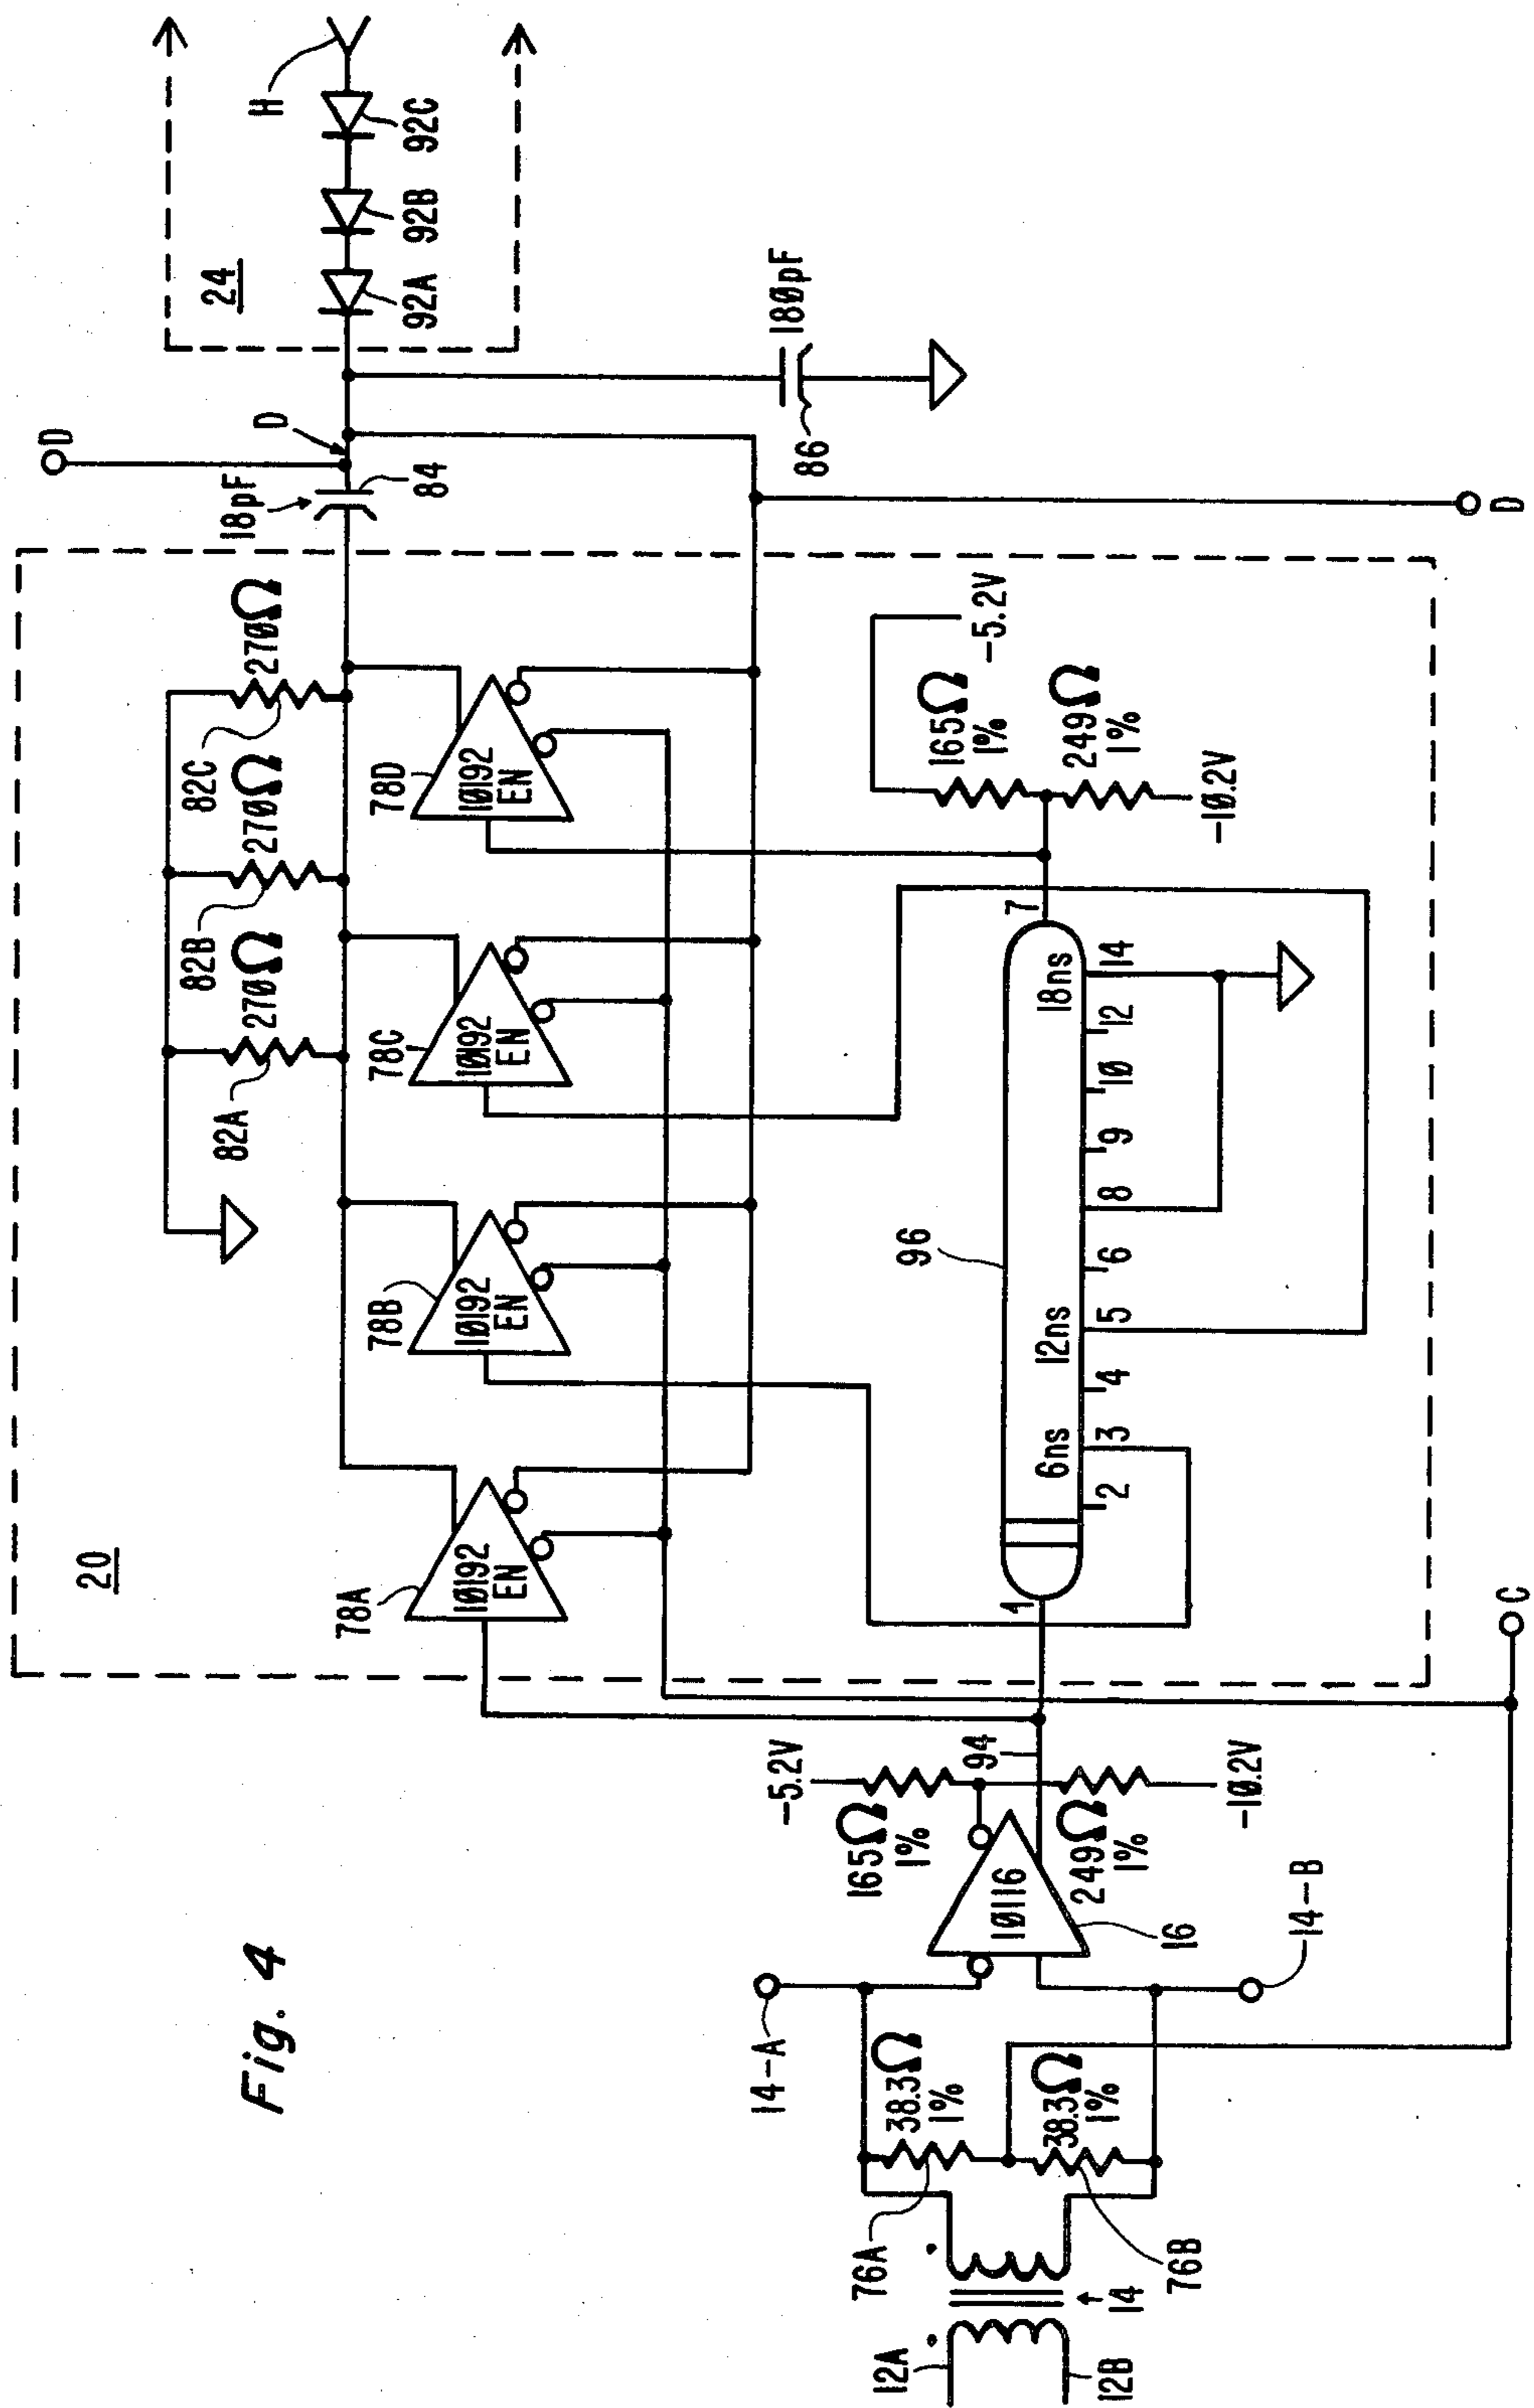 Fig. 4
20
24
H
92A
92B
92C
D
D
18pF
84
86
180pF
D
82A
270Ω
82B
270Ω
82C
270Ω
78A
10192
EN
78B
10192
EN
78C
10192
EN
78D
10192
EN
-5.2V
165Ω
1%
249Ω
1%
-10.2V
96
1
6ns
12ns
18ns
7
2
3
4
5
6
8
9
10
12
14
C
-5.2V
165Ω
1%
94
249Ω
1%
-10.2V
10116
16
14-A
14-B
38.3Ω
1%
38.3Ω
1%
76A
76B
14
12A
12B